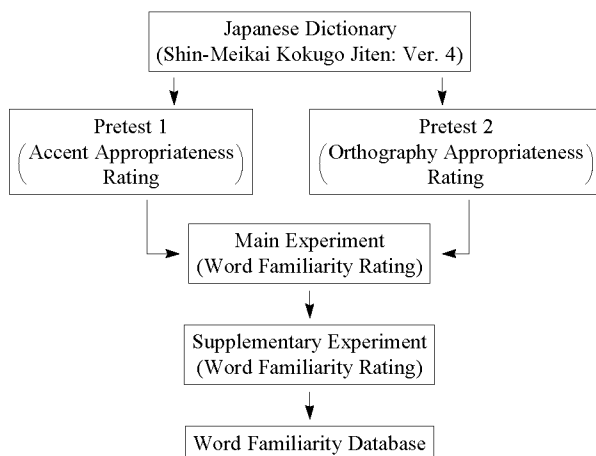 Japanese Dictionary
(Shin-Meikai Kokugo Jiten: Ver. 4)
Pretest 1
(Accent Appropriateness
Rating)
Pretest 2
(Orthography Appropriateness
Rating)
Main Experiment
(Word Familiarity Rating)
Supplementary Experiment
(Word Familiarity Rating)
Word Familiarity Database